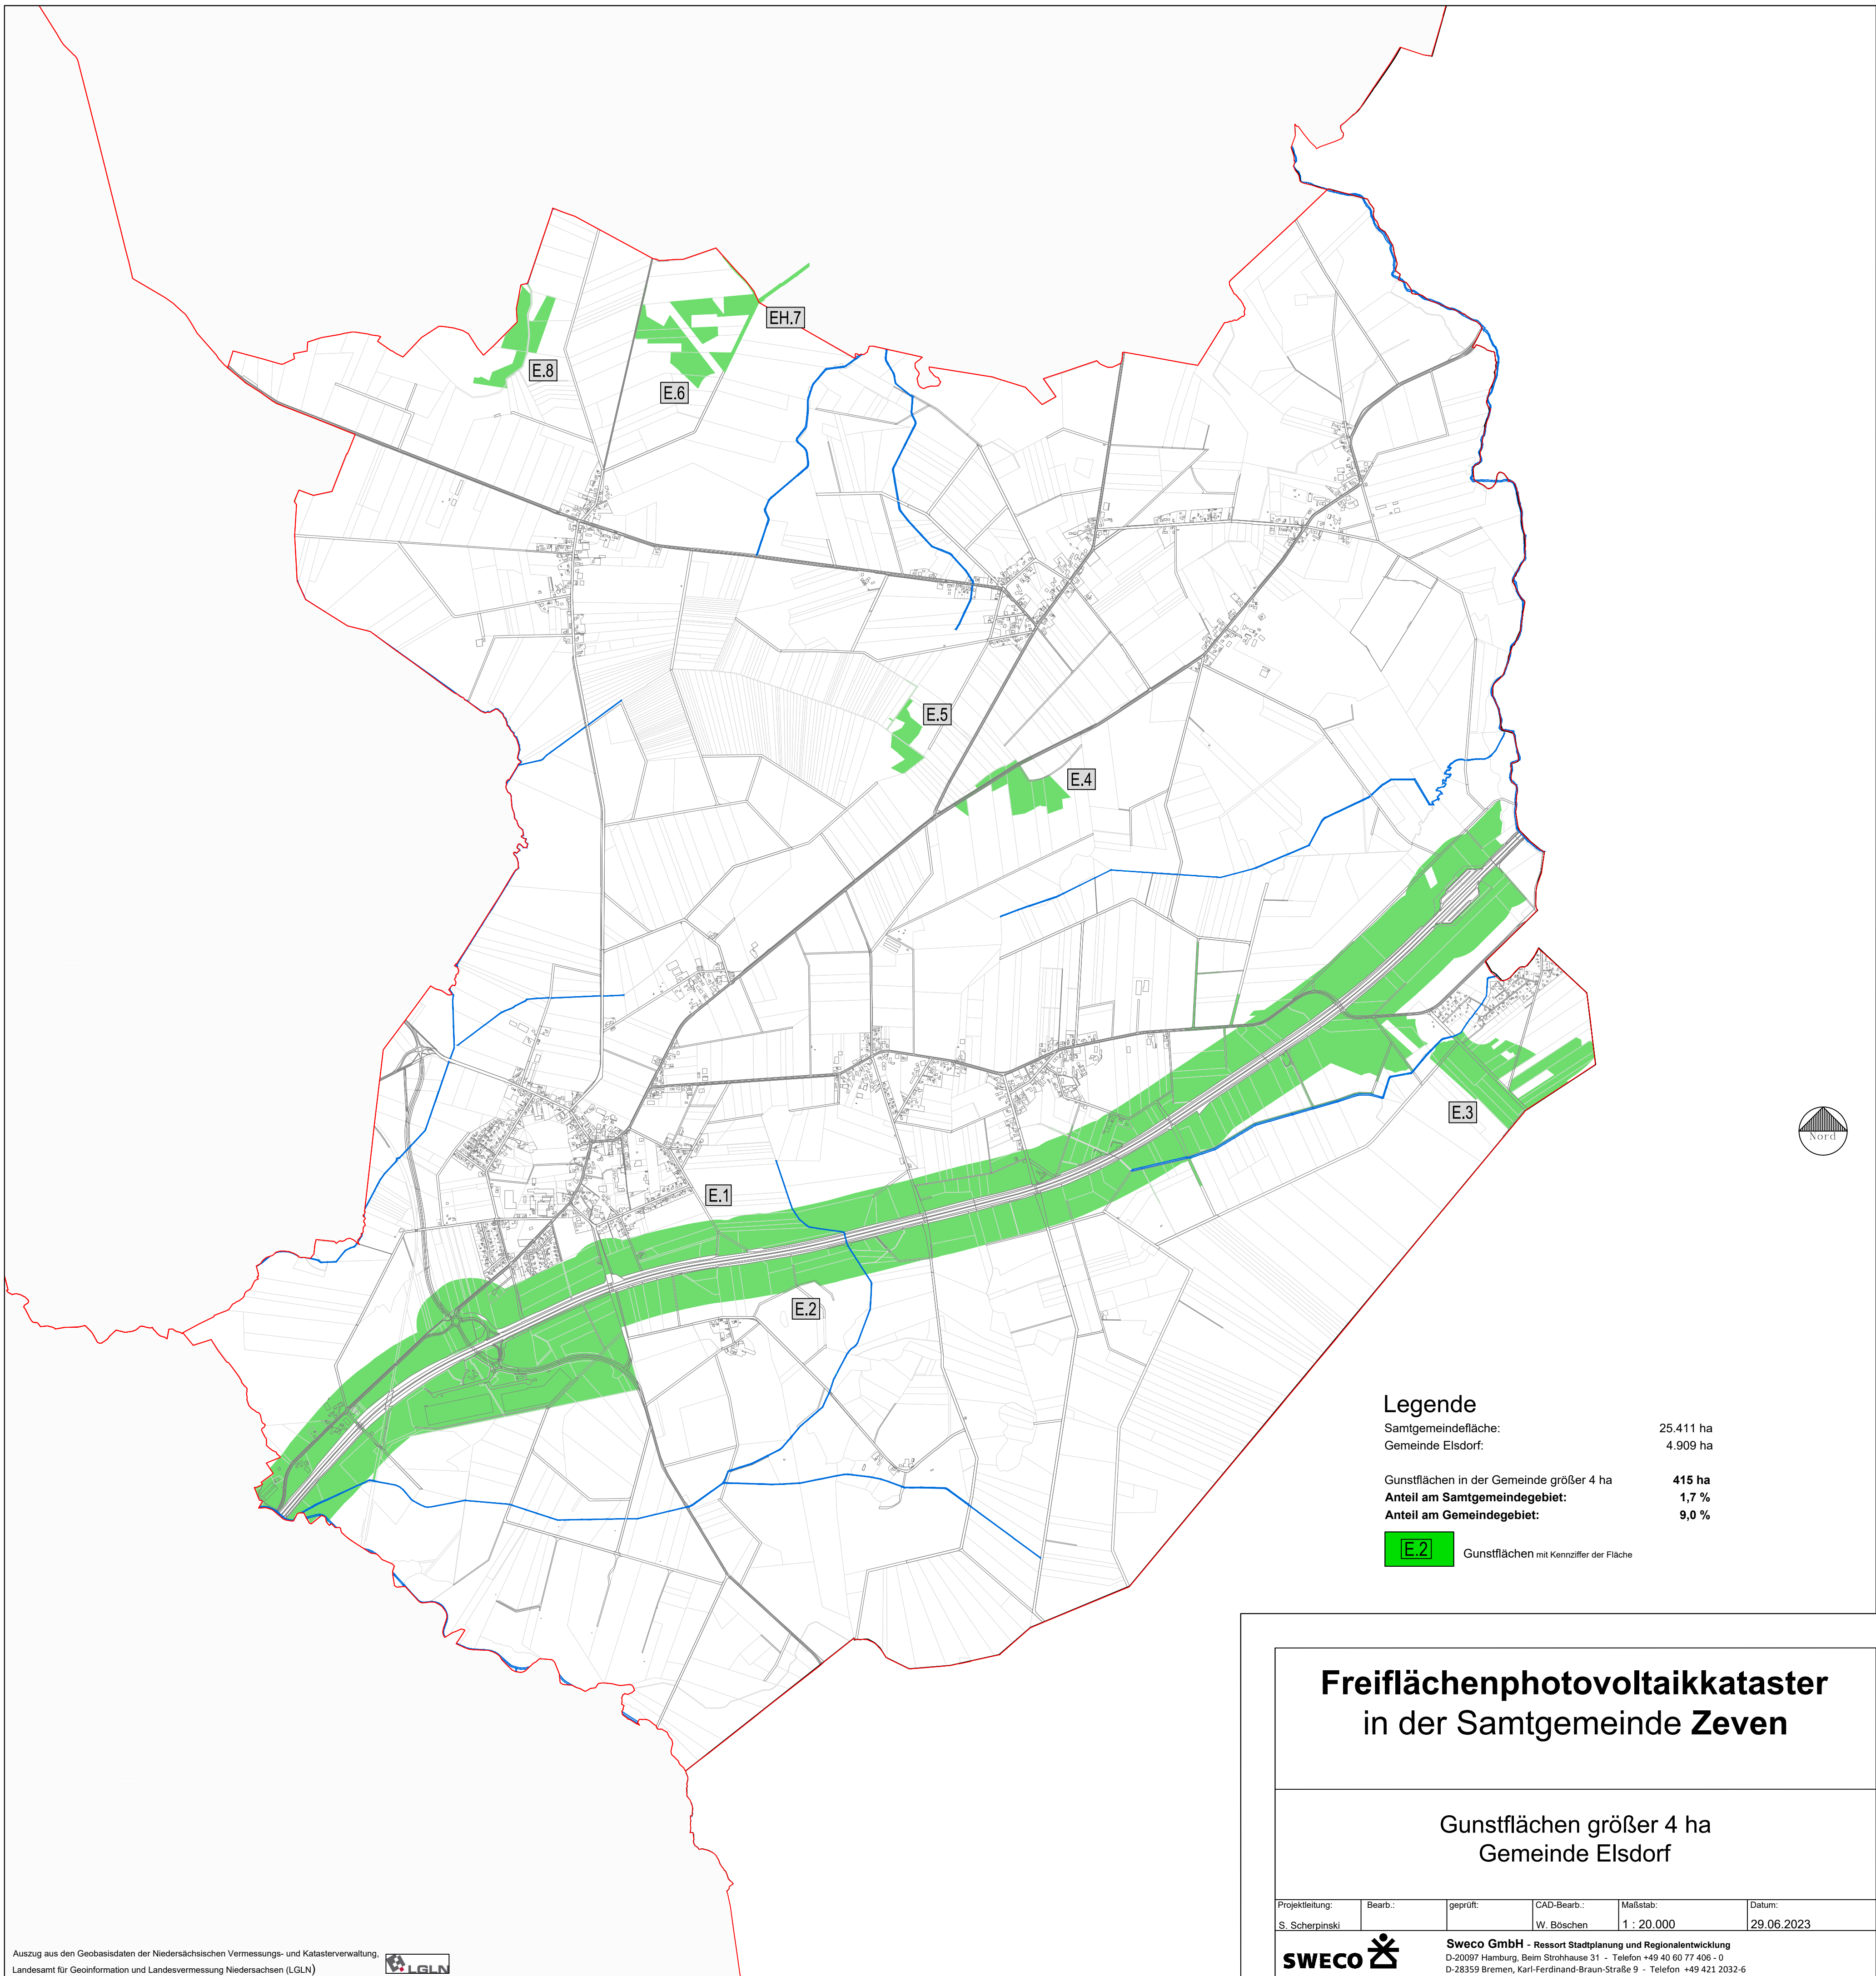 EH.7
E.8
E.6
E.5
E.4
E.3
E.1
E.2
Nord
Legende
Samtgemeindefläche: 25.411 ha
Gemeinde Elsdorf: 4.909 ha
Gunstflächen in der Gemeinde größer 4 ha 415 ha
Anteil am Samtgemeindegebiet: 1,7 %
Anteil am Gemeindegebiet: 9,0 %
E.2 Gunstflächen mit Kennziffer der Fläche
Freiflächenphotovoltaikkataster
in der Samtgemeinde Zeven
Gunstflächen größer 4 ha
Gemeinde Elsdorf
Projektleitung: Bearb.: geprüft: CAD-Bearb.: Maßstab: Datum:
S. Scherpinski W. Böschen 1 : 20.000 29.06.2023
SWECO
Sweco GmbH - Ressort Stadtplanung und Regionalentwicklung
D-20097 Hamburg, Beim Strohhause 31 - Telefon +49 40 60 77 406 - 0
D-28359 Bremen, Karl-Ferdinand-Braun-Straße 9 - Telefon +49 421 2032-6
Auszug aus den Geobasisdaten der Niedersächsischen Vermessungs- und Katasterverwaltung,
Landesamt für Geoinformation und Landesvermessung Niedersachsen (LGLN)
LGLN